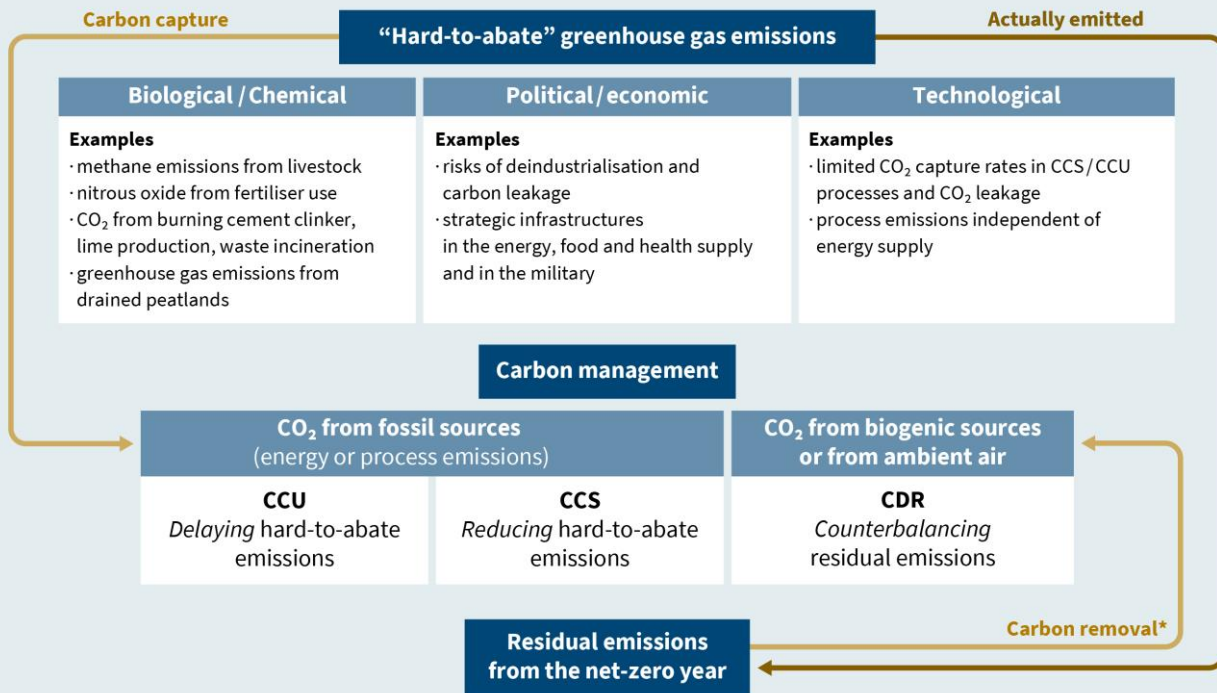 Carbon capture
“Hard-to-abate” greenhouse gas emissions
Actually emitted
Biological / Chemical
Examples
· methane emissions from livestock
· nitrous oxide from fertiliser use
· CO₂ from burning cement clinker,
lime production, waste incineration
· greenhouse gas emissions from
drained peatlands
Political / economic
Examples
· risks of deindustrialisation and
carbon leakage
· strategic infrastructures
in the energy, food and health supply
and in the military
Technological
Examples
· limited CO₂ capture rates in CCS / CCU
processes and CO₂ leakage
· process emissions independent of
energy supply
Carbon management
CO₂ from fossil sources
(energy or process emissions)
CO₂ from biogenic sources
or from ambient air
CCU
Delaying hard-to-abate
emissions
CCS
Reducing hard-to-abate
emissions
CDR
Counterbalancing
residual emissions
Carbon removal*
Residual emissions
from the net-zero year